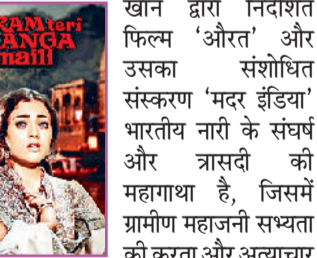 RAM teri
GANGA
maili
खान द्वारा निर्देशित
फिल्म ‘औरत’ और
उसका संशोधित
संस्करण ‘मदर इंडिया’
भारतीय नारी के संघर्ष
और त्रासदी की
महागाथा है, जिसमें
ग्रामीण महाजनी सभ्यता
की क्रूरता और अत्याचार